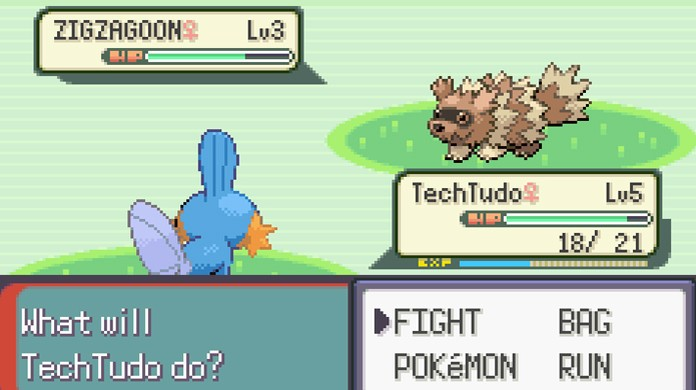 ZIGZAGOON♀ Lv3
HP
TechTudo♀ Lv5
HP
18/ 21
EXP
What will
TechTudo do?
FIGHT BAG
POKéMON RUN